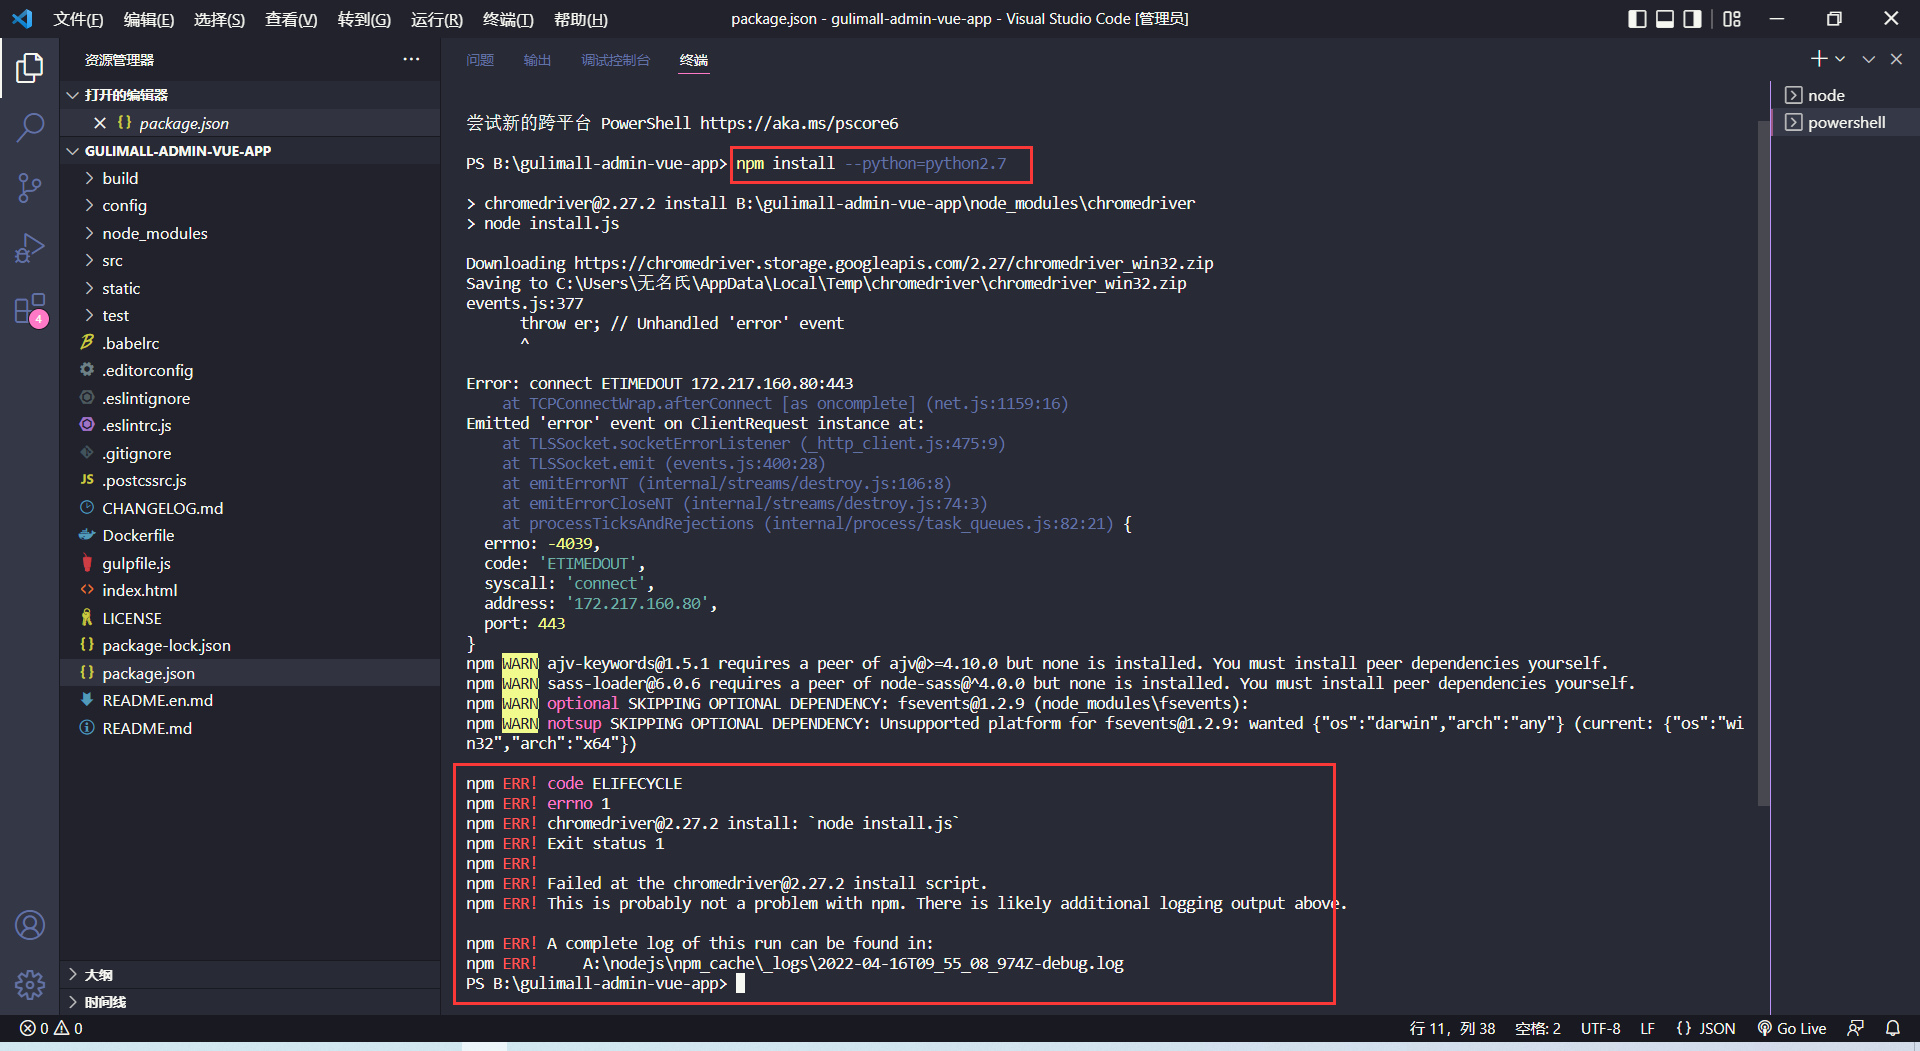 文件(F) 编辑(E) 选择(S) 查看(V) 转到(G) 运行(R) 终端(T) 帮助(H) package.json - gulimall-admin-vue-app - Visual Studio Code [管理员]
资源管理器
打开的编辑器
{} package.json
GULIMALL-ADMIN-VUE-APP
build
config
node_modules
src
static
test
.babelrc
.editorconfig
.eslintignore
.eslintrc.js
.gitignore
JS .postcssrc.js
CHANGELOG.md
Dockerfile
gulpfile.js
index.html
LICENSE
{} package-lock.json
{} package.json
README.en.md
README.md
大纲
时间线
4
问题 输出 调试控制台 终端
尝试新的跨平台 PowerShell https://aka.ms/pscore6
PS B:\gulimall-admin-vue-app> npm install --python=python2.7
> chromedriver@2.27.2 install B:\gulimall-admin-vue-app\node_modules\chromedriver
> node install.js
Downloading https://chromedriver.storage.googleapis.com/2.27/chromedriver_win32.zip
Saving to C:\Users\无名氏\AppData\Local\Temp\chromedriver\chromedriver_win32.zip
events.js:377
throw er; // Unhandled 'error' event
^
Error: connect ETIMEDOUT 172.217.160.80:443
at TCPConnectWrap.afterConnect [as oncomplete] (net.js:1159:16)
Emitted 'error' event on ClientRequest instance at:
at TLSSocket.socketErrorListener (_http_client.js:475:9)
at TLSSocket.emit (events.js:400:28)
at emitErrorNT (internal/streams/destroy.js:106:8)
at emitErrorCloseNT (internal/streams/destroy.js:74:3)
at processTicksAndRejections (internal/process/task_queues.js:82:21) {
errno: -4039,
code: 'ETIMEDOUT',
syscall: 'connect',
address: '172.217.160.80',
port: 443
}
npm WARN ajv-keywords@1.5.1 requires a peer of ajv@>=4.10.0 but none is installed. You must install peer dependencies yourself.
npm WARN sass-loader@6.0.6 requires a peer of node-sass@^4.0.0 but none is installed. You must install peer dependencies yourself.
npm WARN optional SKIPPING OPTIONAL DEPENDENCY: fsevents@1.2.9 (node_modules\fsevents):
npm WARN notsup SKIPPING OPTIONAL DEPENDENCY: Unsupported platform for fsevents@1.2.9: wanted {"os":"darwin","arch":"any"} (current: {"os":"wi
n32","arch":"x64"})
npm ERR! code ELIFECYCLE
npm ERR! errno 1
npm ERR! chromedriver@2.27.2 install: `node install.js`
npm ERR! Exit status 1
npm ERR!
npm ERR! Failed at the chromedriver@2.27.2 install script.
npm ERR! This is probably not a problem with npm. There is likely additional logging output above.
npm ERR! A complete log of this run can be found in:
npm ERR! A:\nodejs\npm_cache\_logs\2022-04-16T09_55_08_974Z-debug.log
PS B:\gulimall-admin-vue-app>
node
powershell
0 0 行 11，列 38 空格: 2 UTF-8 LF {} JSON Go Live